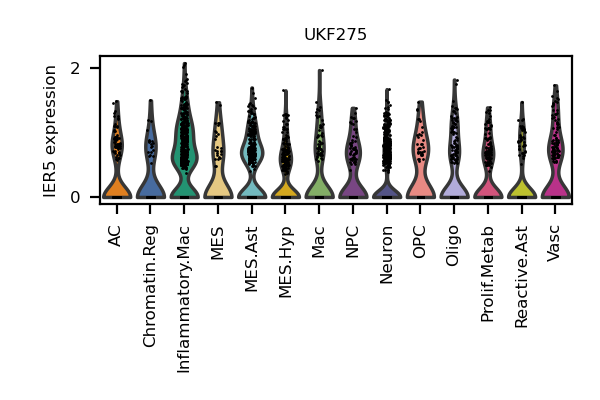 UKF275
IER5 expression
2
0
AC
Chromatin.Reg
Inflammatory.Mac
MES
MES.Ast
MES.Hyp
Mac
NPC
Neuron
OPC
Oligo
Prolif.Metab
Reactive.Ast
Vasc